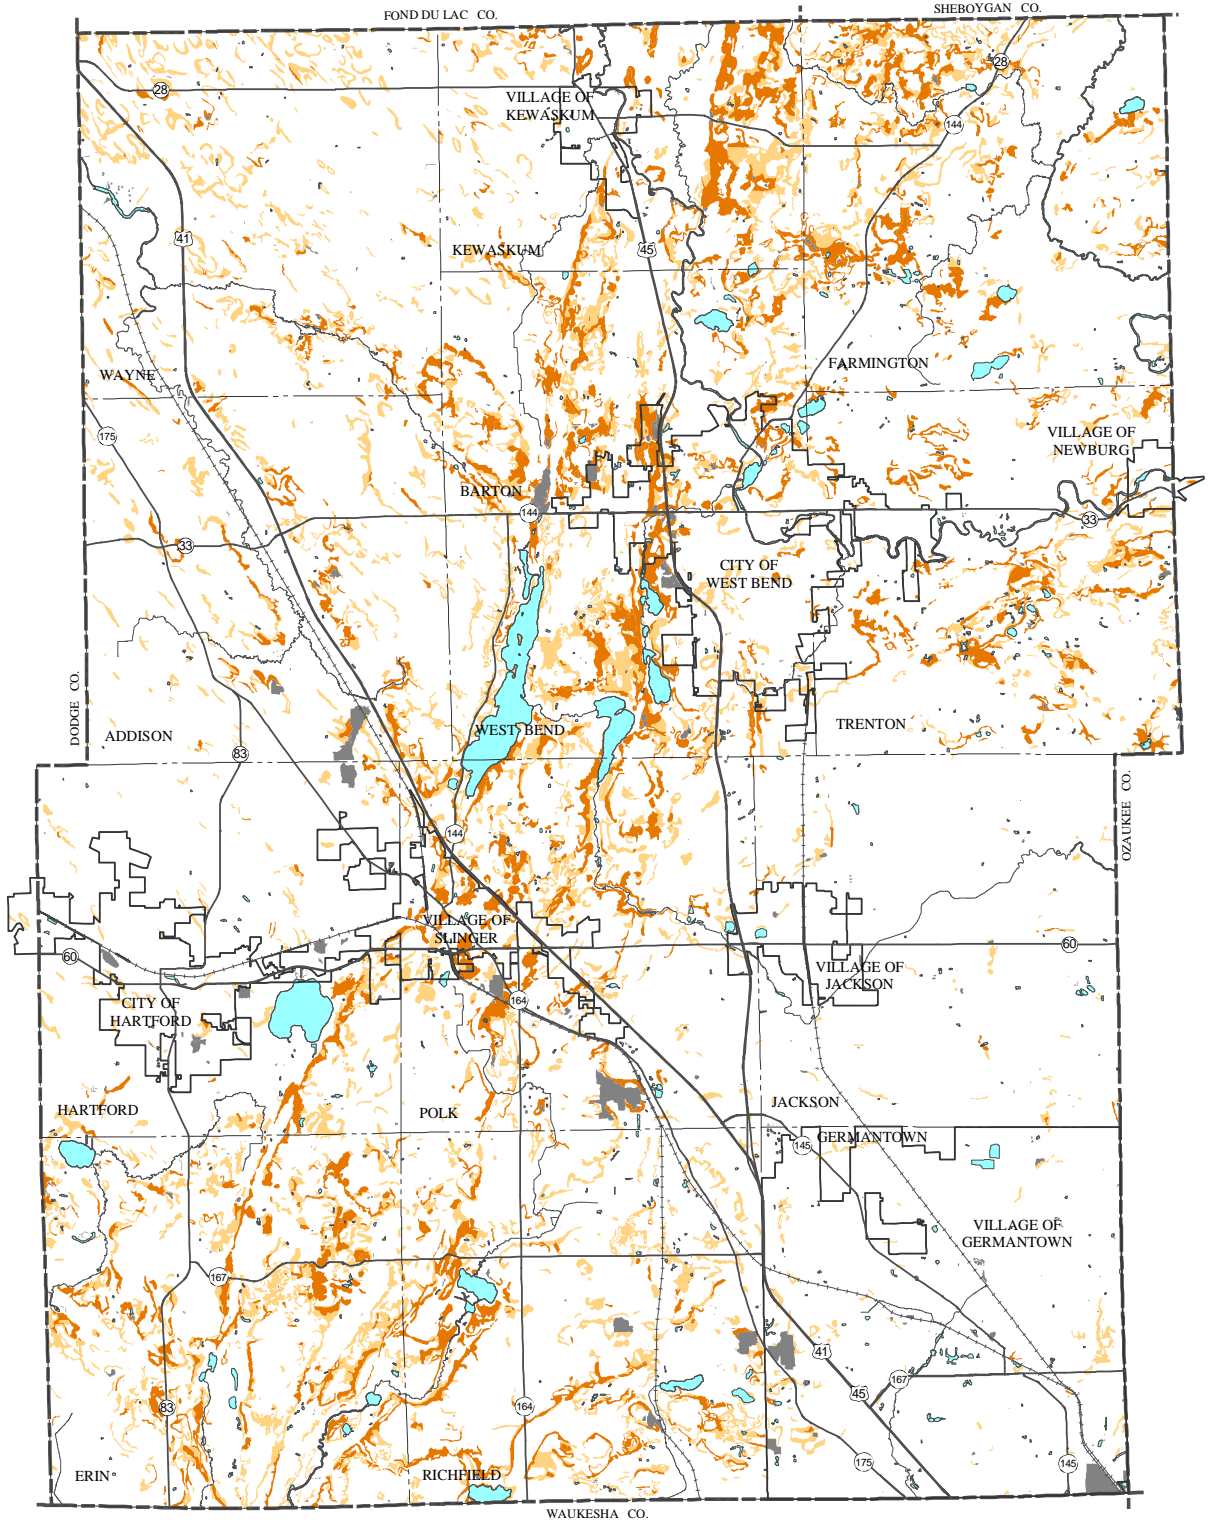 FOND DU LAC CO.
SHEBOYGAN CO.
28
28
VILLAGE OF
KEWASKUM
144
41
KEWASKUM
45
WAYNE
FARMINGTON
175
VILLAGE OF
NEWBURG
BARTON
144
33
33
CITY OF
WEST BEND
DODGE CO.
ADDISON
WEST BEND
TRENTON
83
OZAUKEE CO.
144
VILLAGE OF
SLINGER
60
60
VILLAGE OF
JACKSON
CITY OF
HARTFORD
164
HARTFORD
POLK
JACKSON
GERMANTOWN
145
VILLAGE OF
GERMANTOWN
167
41
167
45
83
164
175
145
ERIN
RICHFIELD
WAUKESHA CO.